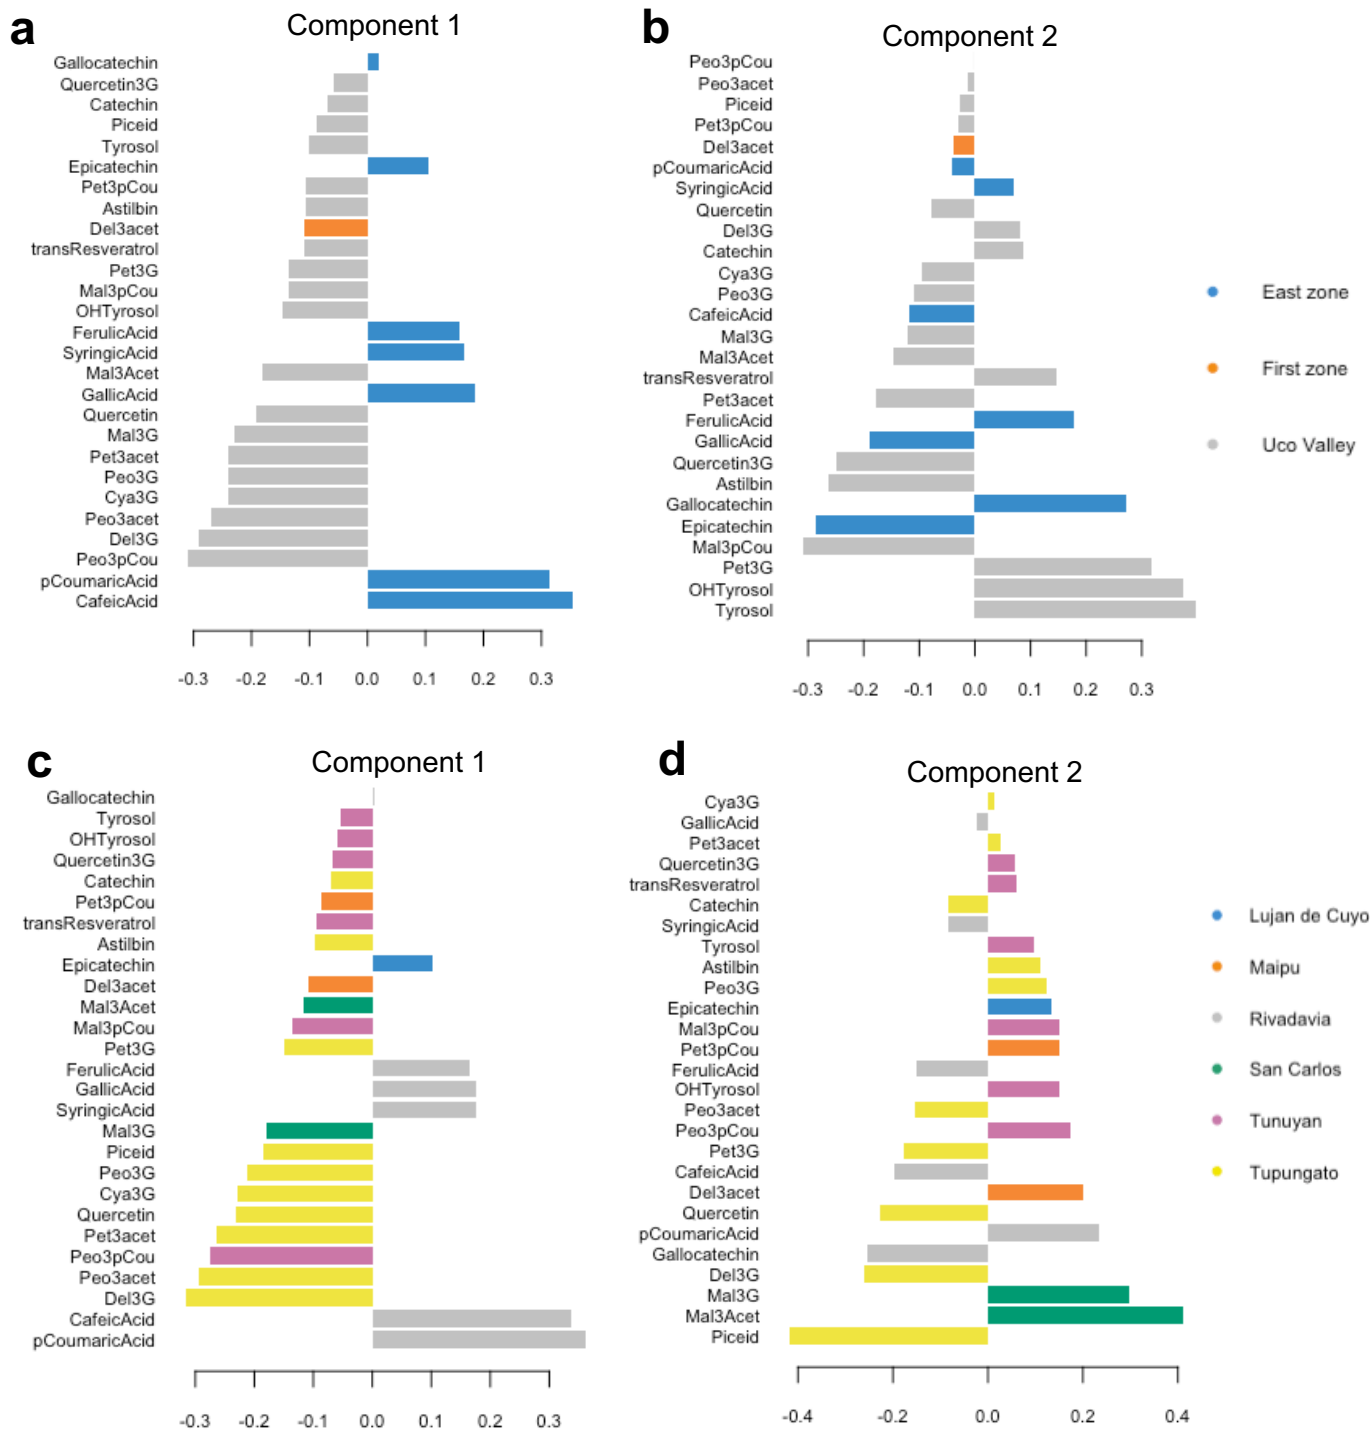 a
Component 1
Gallocatechin
Quercetin3G
Catechin
Piceid
Tyrosol
Epicatechin
Pet3pCou
Astilbin
Del3acet
transResveratrol
Pet3G
Mal3pCou
OHTyrosol
FerulicAcid
SyringicAcid
Mal3Acet
GallicAcid
Quercetin
Mal3G
Pet3acet
Peo3G
Cya3G
Peo3acet
Del3G
Peo3pCou
pCoumaricAcid
CafeicAcid
-0.3 -0.2 -0.1 0.0 0.1 0.2 0.3
b
Component 2
Peo3pCou
Peo3acet
Piceid
Pet3pCou
Del3acet
pCoumaricAcid
SyringicAcid
Quercetin
Del3G
Catechin
Cya3G
Peo3G
CafeicAcid
Mal3G
Mal3Acet
transResveratrol
Pet3acet
FerulicAcid
GallicAcid
Quercetin3G
Astilbin
Gallocatechin
Epicatechin
Mal3pCou
Pet3G
OHTyrosol
Tyrosol
-0.3 -0.2 -0.1 0.0 0.1 0.2 0.3
East zone
First zone
Uco Valley
c
Component 1
Gallocatechin
Tyrosol
OHTyrosol
Quercetin3G
Catechin
Pet3pCou
transResveratrol
Astilbin
Epicatechin
Del3acet
Mal3Acet
Mal3pCou
Pet3G
FerulicAcid
GallicAcid
SyringicAcid
Mal3G
Piceid
Peo3G
Cya3G
Quercetin
Pet3acet
Peo3pCou
Peo3acet
Del3G
CafeicAcid
pCoumaricAcid
-0.3 -0.2 -0.1 0.0 0.1 0.2 0.3
d
Component 2
Cya3G
GallicAcid
Pet3acet
Quercetin3G
transResveratrol
Catechin
SyringicAcid
Tyrosol
Astilbin
Peo3G
Epicatechin
Mal3pCou
Pet3pCou
FerulicAcid
OHTyrosol
Peo3acet
Peo3pCou
Pet3G
CafeicAcid
Del3acet
Quercetin
pCoumaricAcid
Gallocatechin
Del3G
Mal3G
Mal3Acet
Piceid
-0.4 -0.2 0.0 0.2 0.4
Lujan de Cuyo
Maipu
Rivadavia
San Carlos
Tunuyan
Tupungato